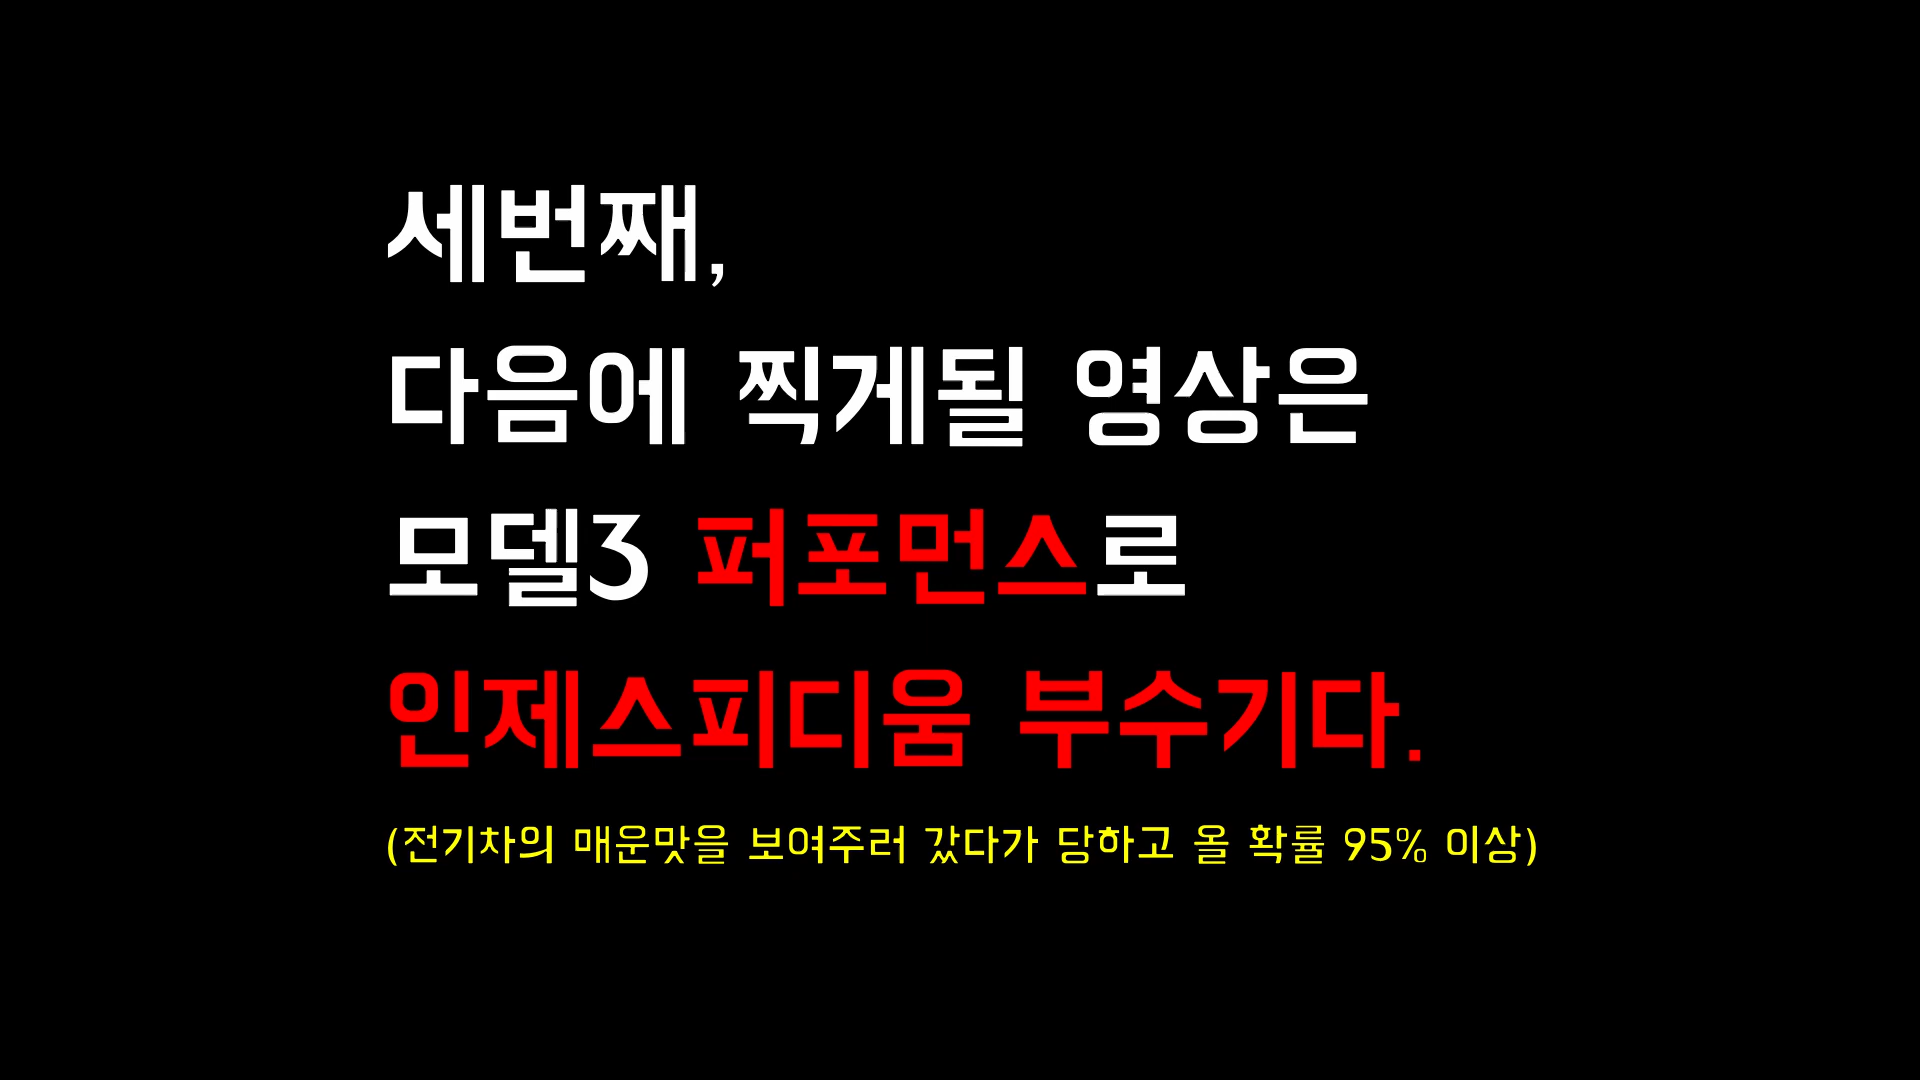 세번째,
다음에 찍게될 영상은
모델3 퍼포먼스로
인제스피디움 부수기다.
(전기차의 매운맛을 보여주러 갔다가 당하고 올 확률 95% 이상)